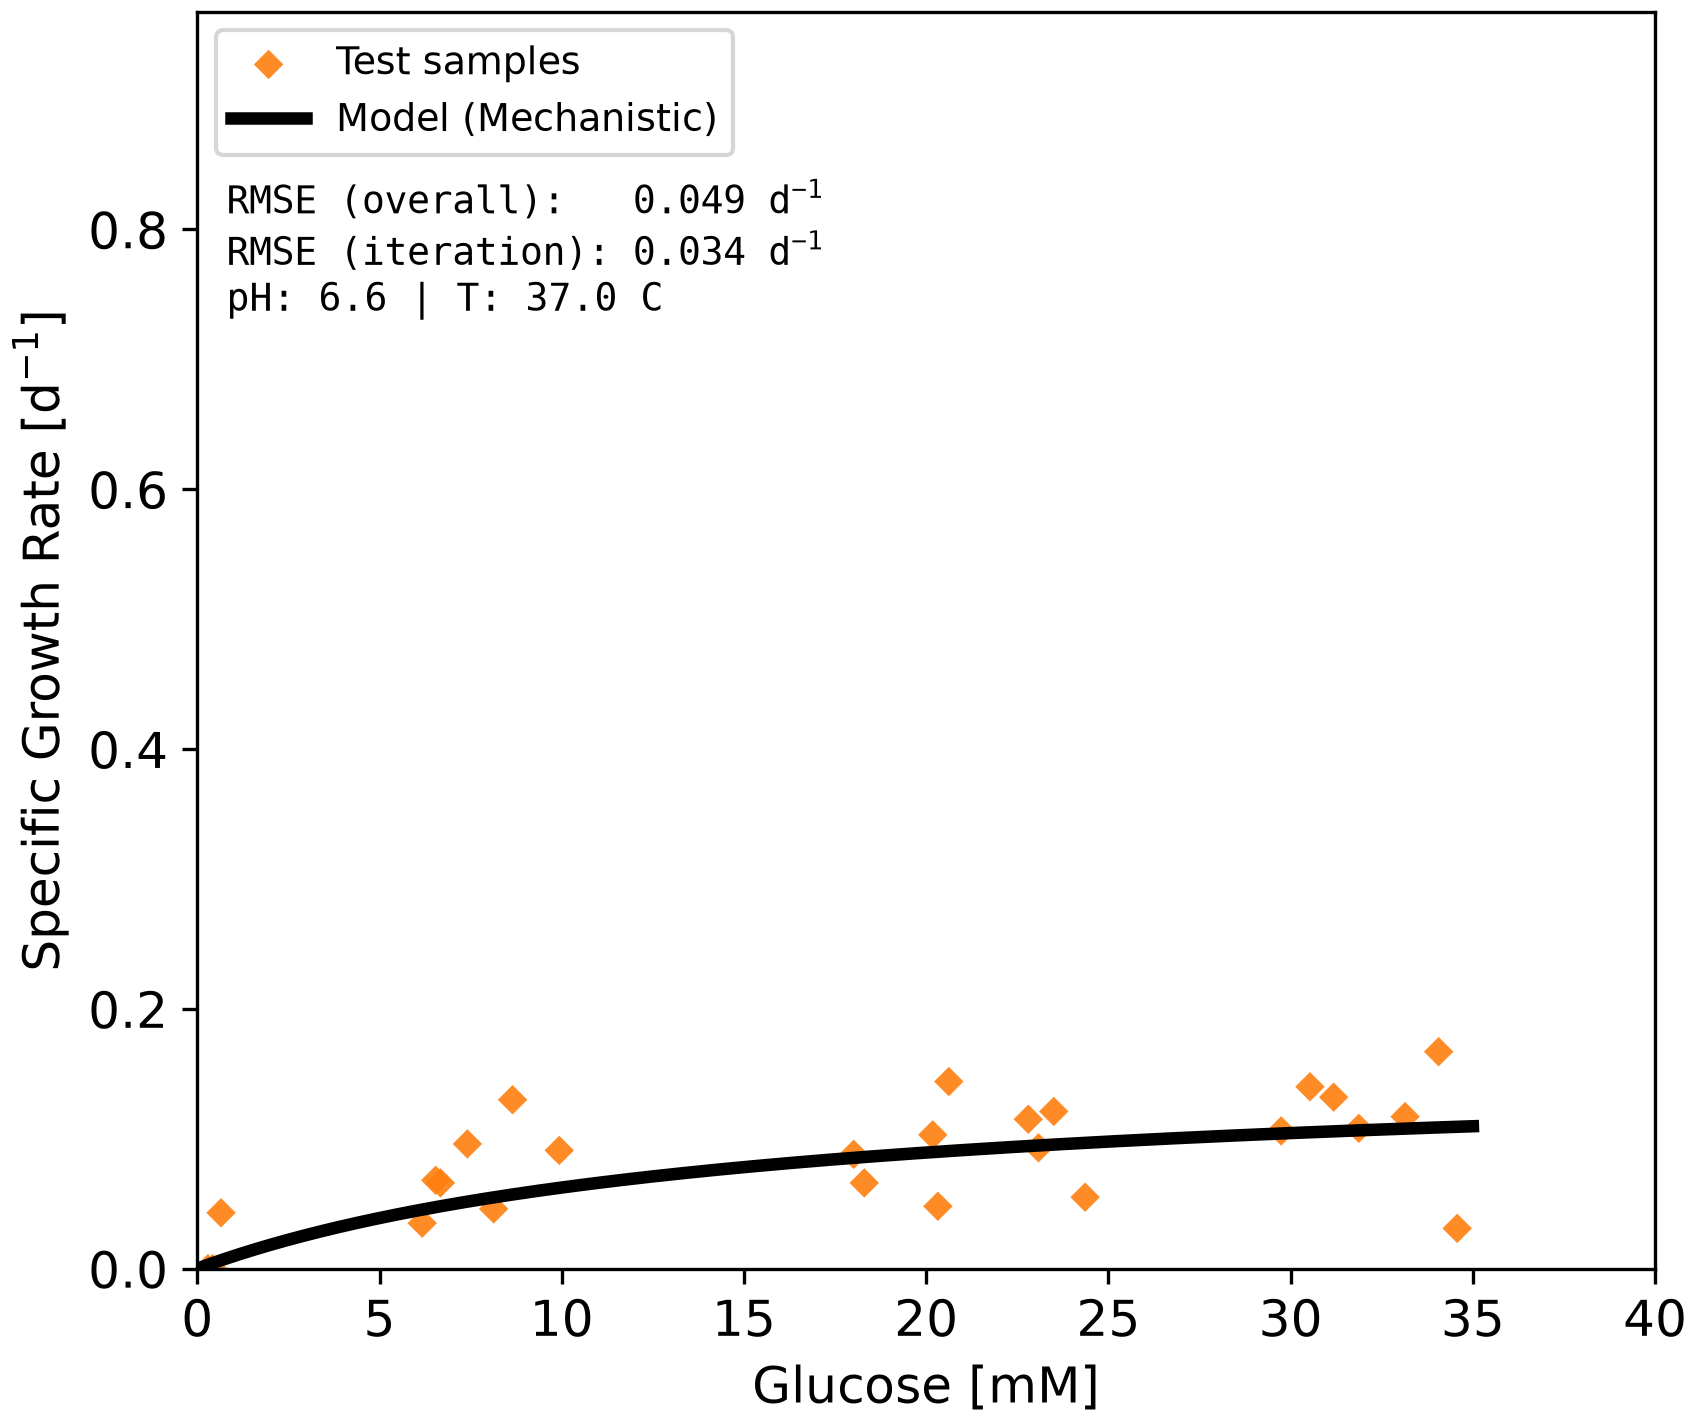 Test samples
Model (Mechanistic)
RMSE (overall):   0.049 d⁻¹
RMSE (iteration): 0.034 d⁻¹
pH: 6.6 | T: 37.0 C
Specific Growth Rate [d⁻¹]
0.8
0.6
0.4
0.2
0.0
0 5 10 15 20 25 30 35 40
Glucose [mM]